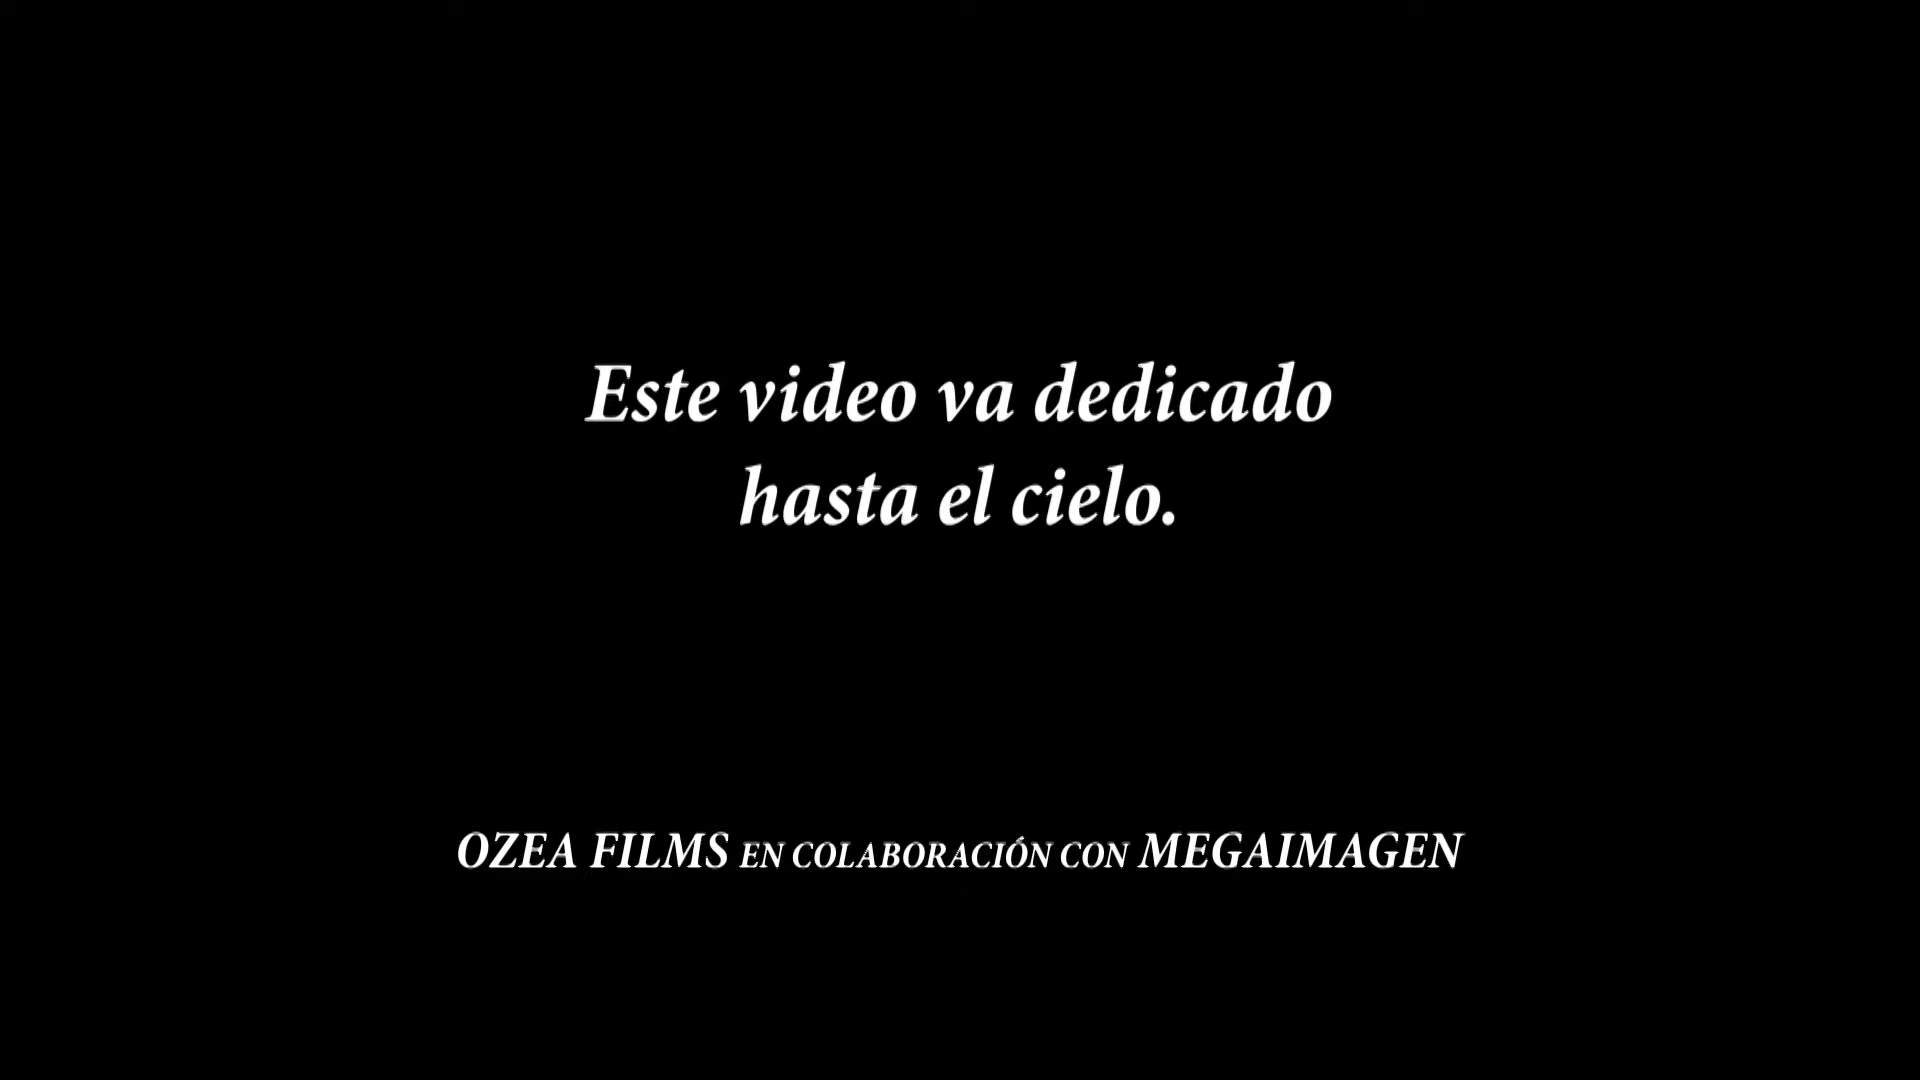 Este video va dedicado
hasta el cielo.
OZEA FILMS EN COLABORACIÓN CON MEGAIMAGEN